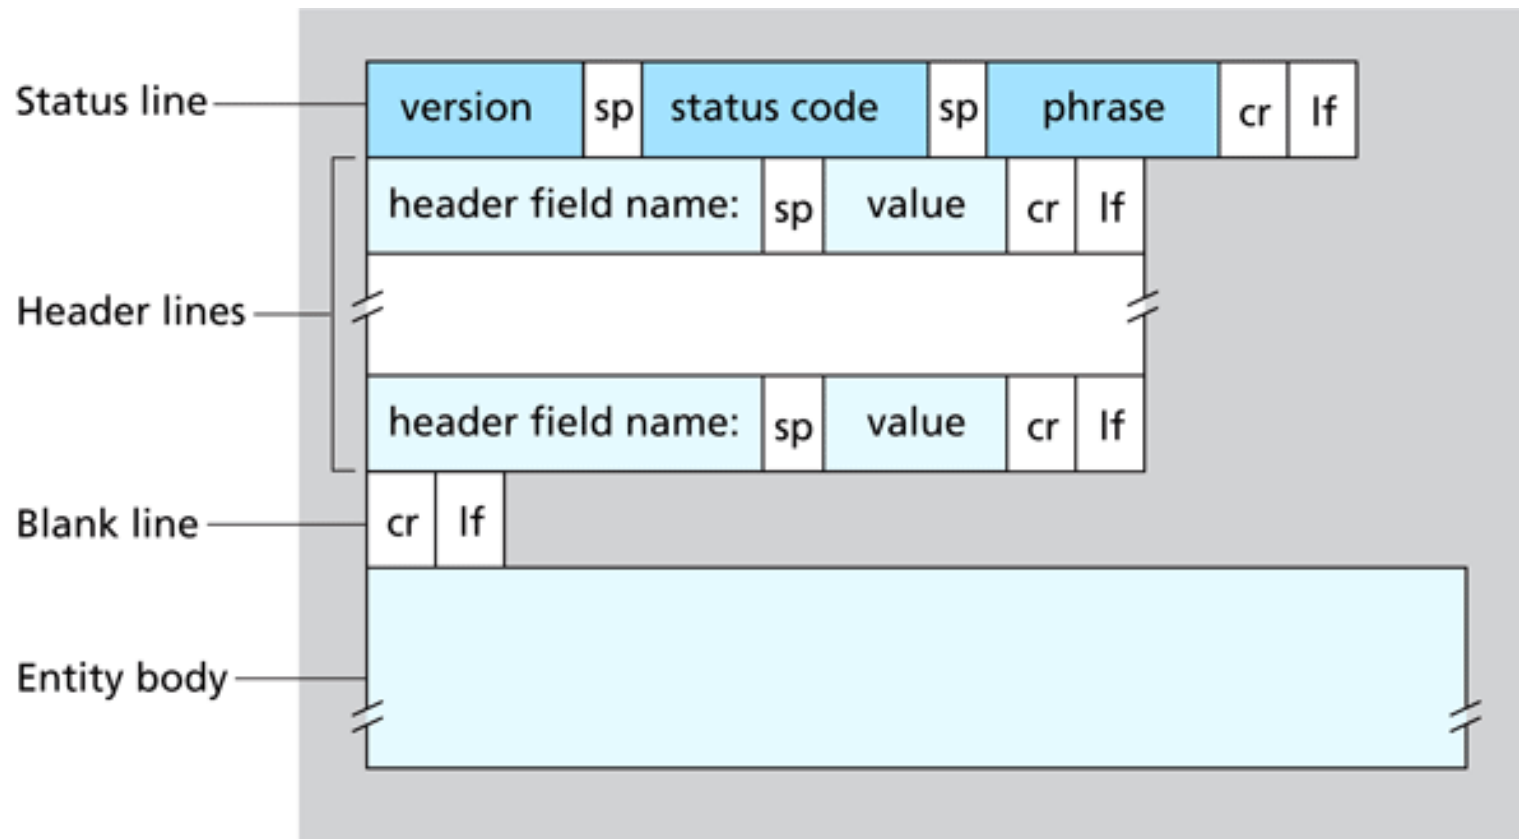 Status line
version sp status code sp phrase cr lf
header field name: sp value cr lf
Header lines
header field name: sp value cr lf
Blank line
cr lf
Entity body